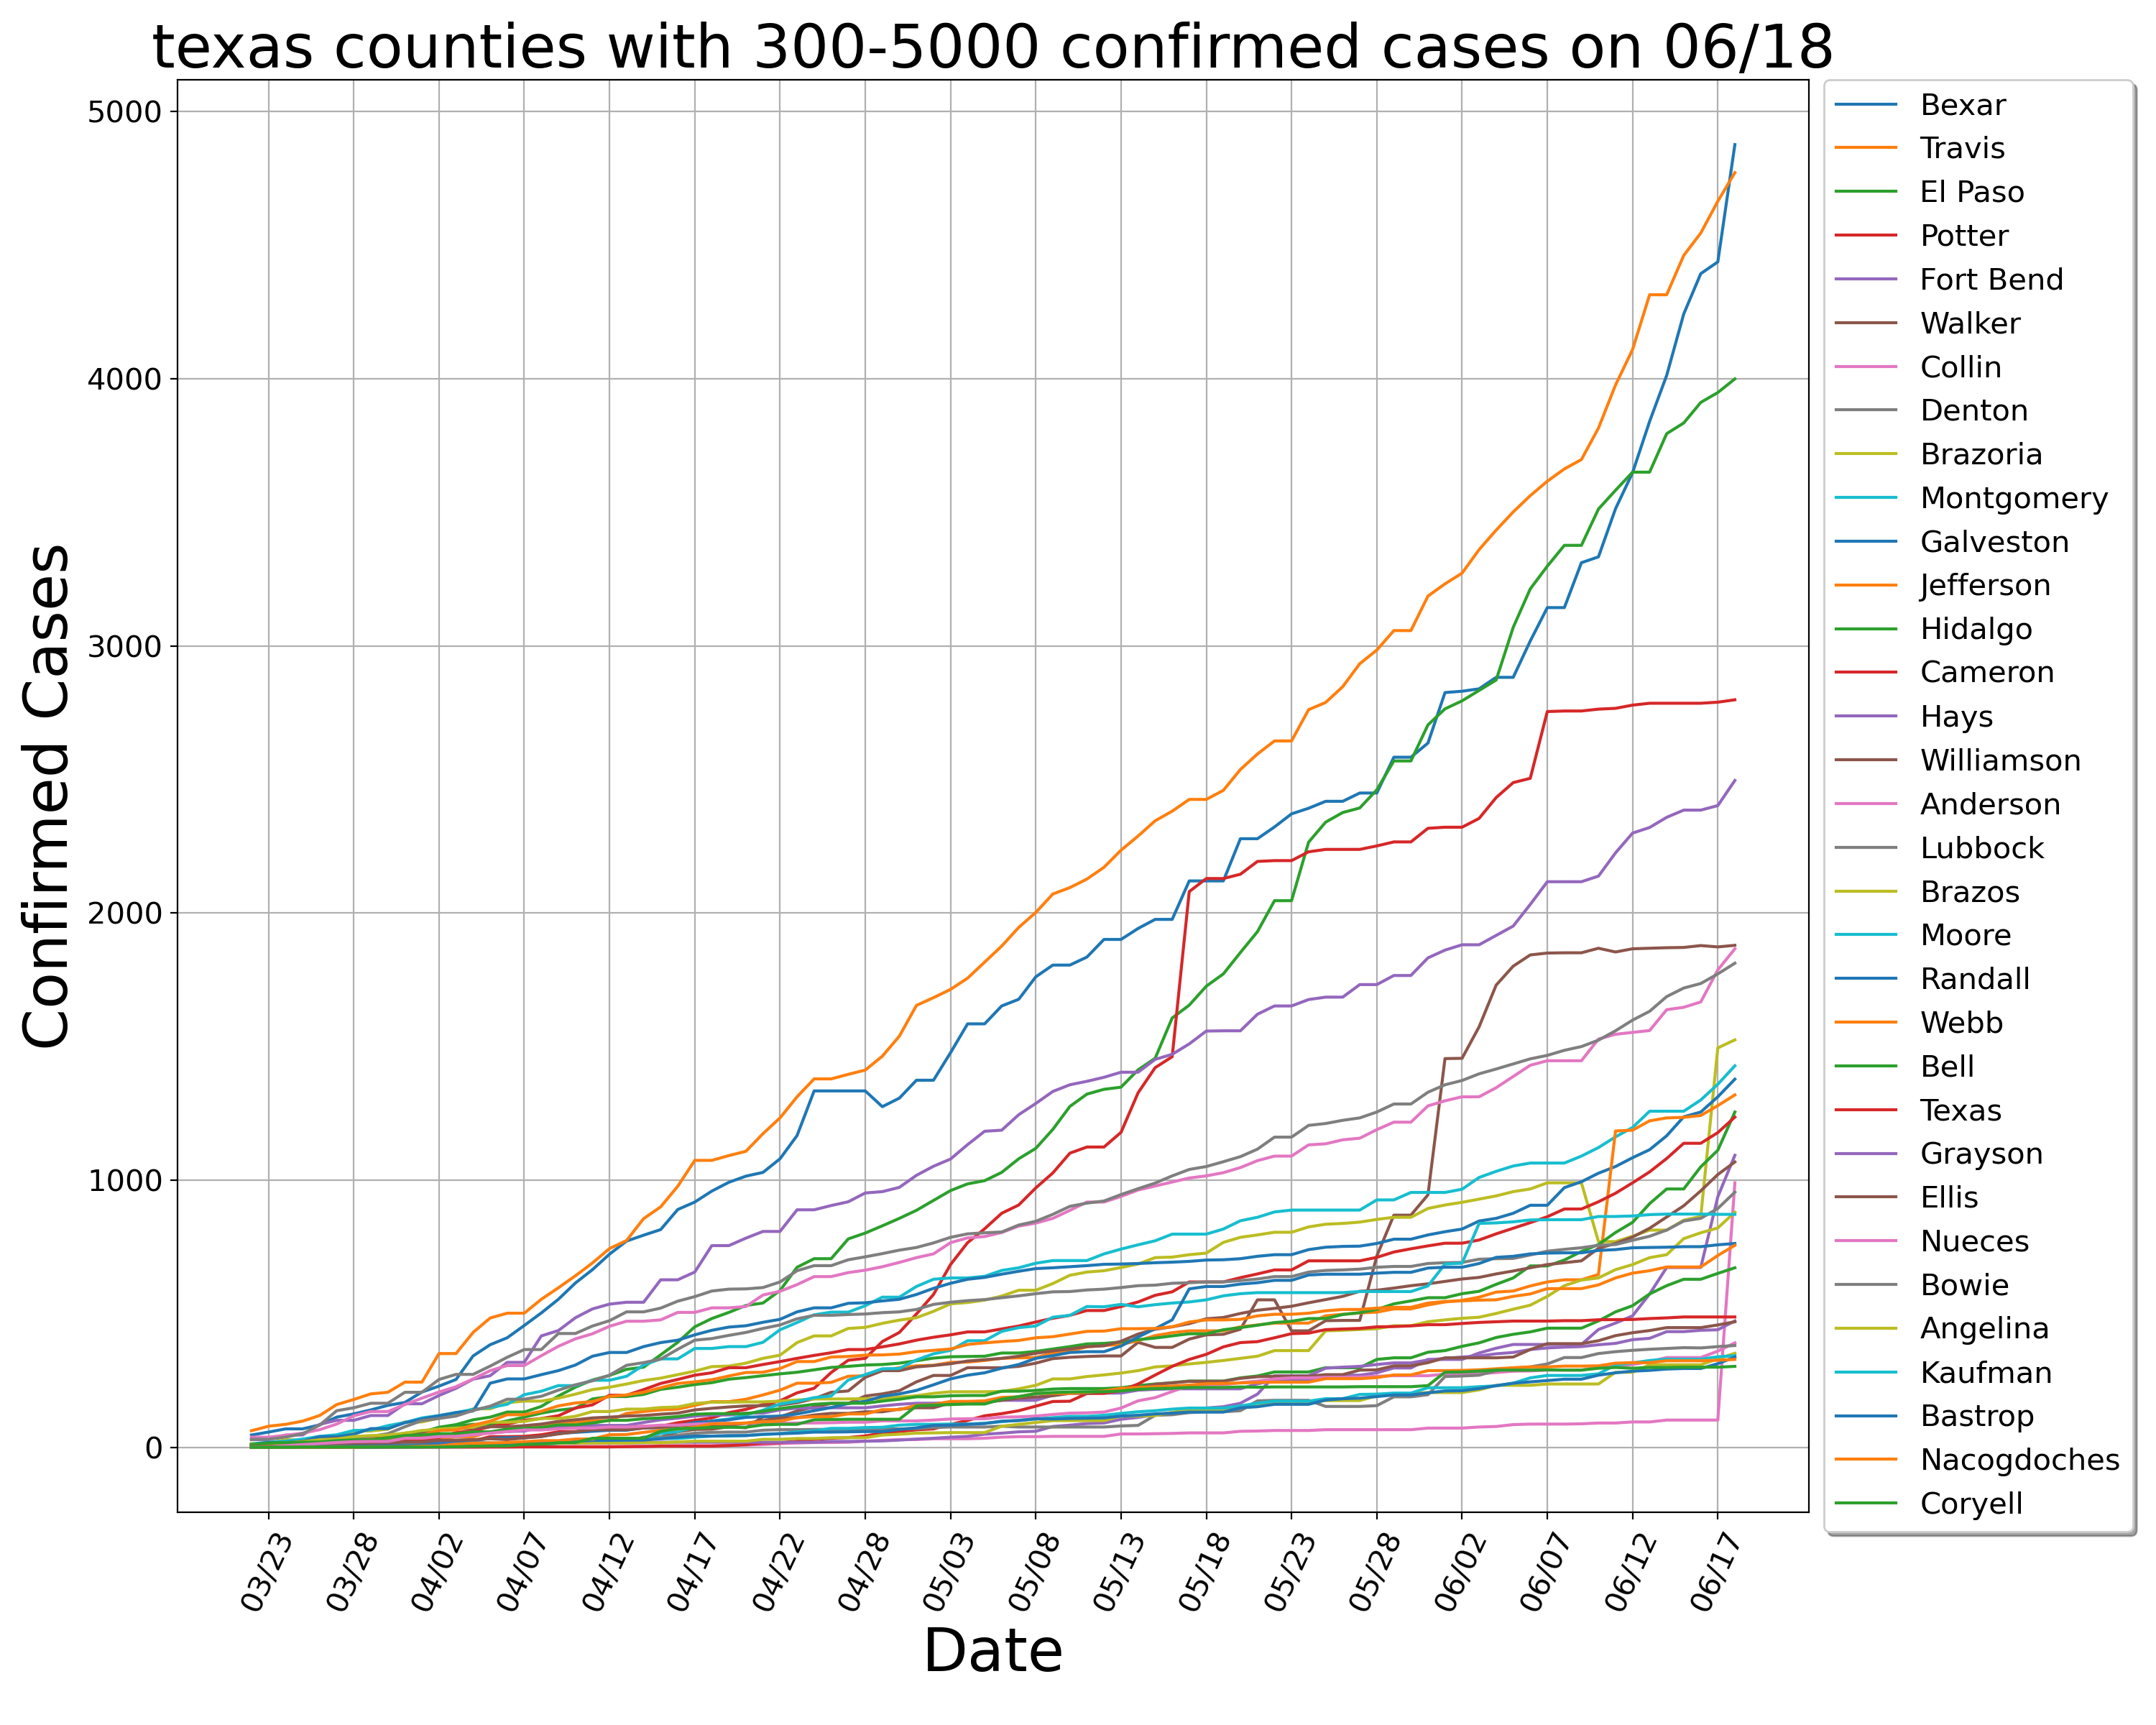 texas counties with 300-5000 confirmed cases on 06/18
5000
4000
3000
2000
1000
0
Confirmed Cases
03/23
03/28
04/02
04/07
04/12
04/17
04/22
04/28
05/03
05/08
05/13
05/18
05/23
05/28
06/02
06/07
06/12
06/17
Date
Bexar
Travis
El Paso
Potter
Fort Bend
Walker
Collin
Denton
Brazoria
Montgomery
Galveston
Jefferson
Hidalgo
Cameron
Hays
Williamson
Anderson
Lubbock
Brazos
Moore
Randall
Webb
Bell
Texas
Grayson
Ellis
Nueces
Bowie
Angelina
Kaufman
Bastrop
Nacogdoches
Coryell